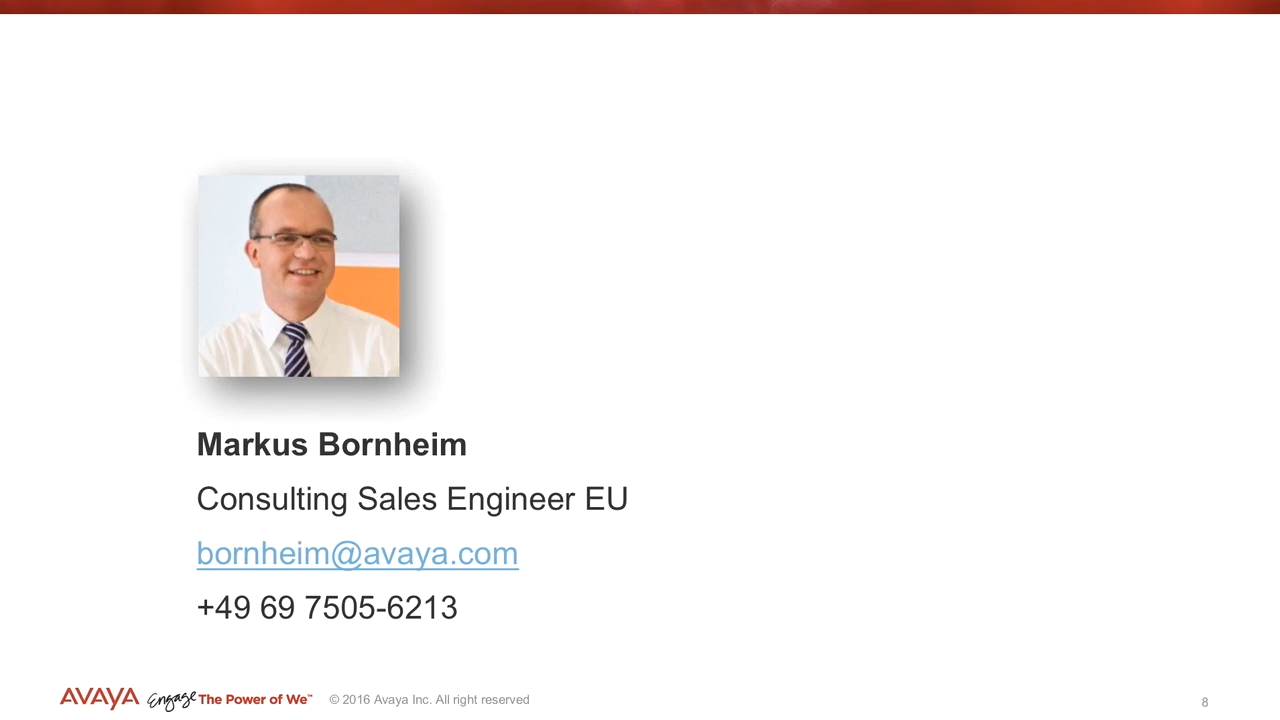 Markus Bornheim
Consulting Sales Engineer EU
bornheim@avaya.com
+49 69 7505-6213
AVAYA Engage The Power of We™ © 2016 Avaya Inc. All right reserved 8